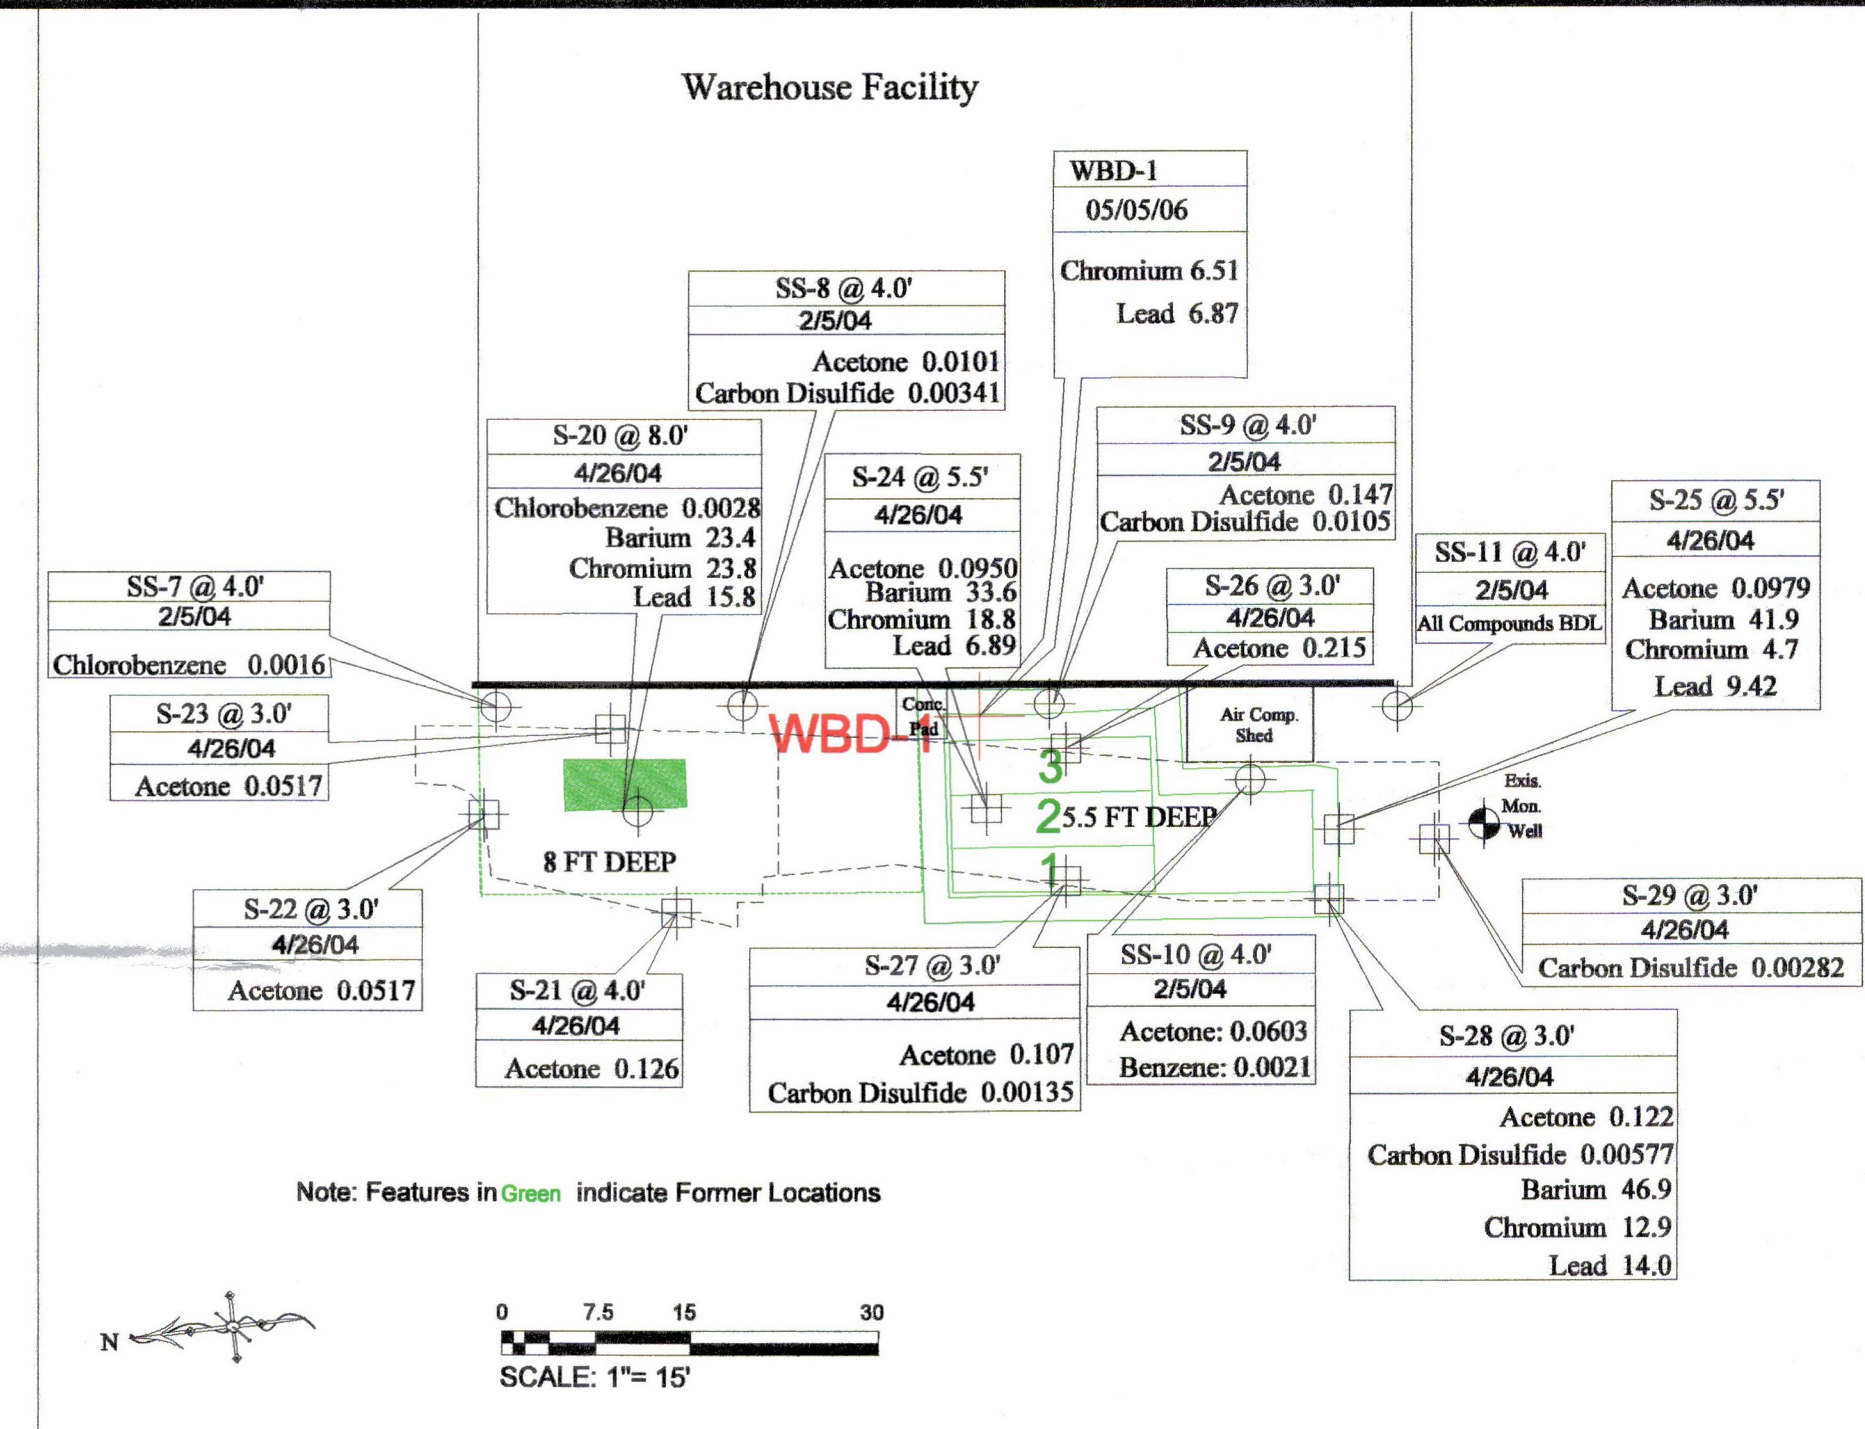 Warehouse Facility
WBD-1
05/05/06
Chromium 6.51
Lead 6.87
SS-8 @ 4.0'
2/5/04
Acetone 0.0101
Carbon Disulfide 0.00341
S-20 @ 8.0'
4/26/04
Chlorobenzene 0.0028
Barium 23.4
Chromium 23.8
Lead 15.8
S-24 @ 5.5'
4/26/04
Acetone 0.0950
Barium 33.6
Chromium 18.8
Lead 6.89
SS-9 @ 4.0'
2/5/04
Acetone 0.147
Carbon Disulfide 0.0105
S-26 @ 3.0'
4/26/04
Acetone 0.215
SS-11 @ 4.0'
2/5/04
All Compounds BDL
S-25 @ 5.5'
4/26/04
Acetone 0.0979
Barium 41.9
Chromium 4.7
Lead 9.42
SS-7 @ 4.0'
2/5/04
Chlorobenzene 0.0016
S-23 @ 3.0'
4/26/04
Acetone 0.0517
WBD-1
Conc.
Pad
Air Comp.
Shed
3
2
1
5.5 FT DEEP
8 FT DEEP
Exis.
Mon.
Well
S-22 @ 3.0'
4/26/04
Acetone 0.0517
S-21 @ 4.0'
4/26/04
Acetone 0.126
S-27 @ 3.0'
4/26/04
Acetone 0.107
Carbon Disulfide 0.00135
SS-10 @ 4.0'
2/5/04
Acetone: 0.0603
Benzene: 0.0021
S-29 @ 3.0'
4/26/04
Carbon Disulfide 0.00282
S-28 @ 3.0'
4/26/04
Acetone 0.122
Carbon Disulfide 0.00577
Barium 46.9
Chromium 12.9
Lead 14.0
Note: Features in Green indicate Former Locations
N
0 7.5 15 30
SCALE: 1"= 15'